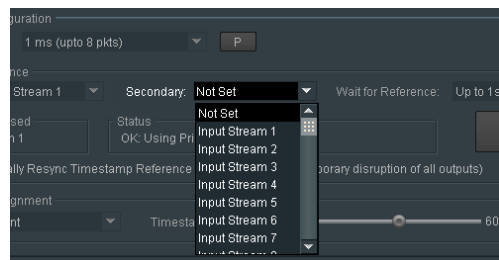 guration
1 ms (upto 8 pkts) P
nce
Stream 1 Secondary: Not Set Wait for Reference: Up to 1 s
Not Set
sed Status Input Stream 1
n 1 OK: Using Pri Input Stream 2
ally Resync Timestamp Reference Input Stream 3 porary disruption of all outputs)
Input Stream 4
gnment Input Stream 5
nt Timesta Input Stream 6 60
Input Stream 7